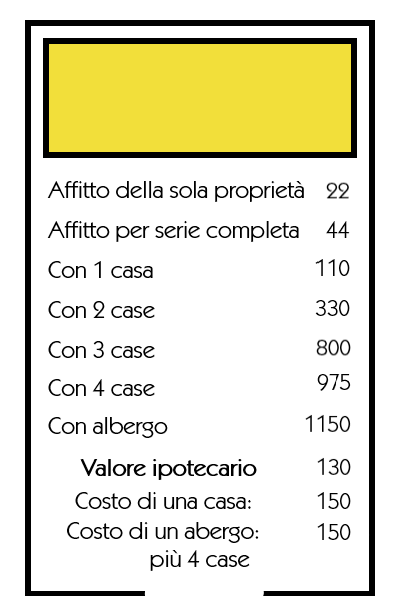 Affitto della sola proprietà 22
Affitto per serie completa 44
Con 1 casa 110
Con 2 case 330
Con 3 case 800
Con 4 case 975
Con albergo 1150
Valore ipotecario 130
Costo di una casa: 150
Costo di un abergo: 150
più 4 case